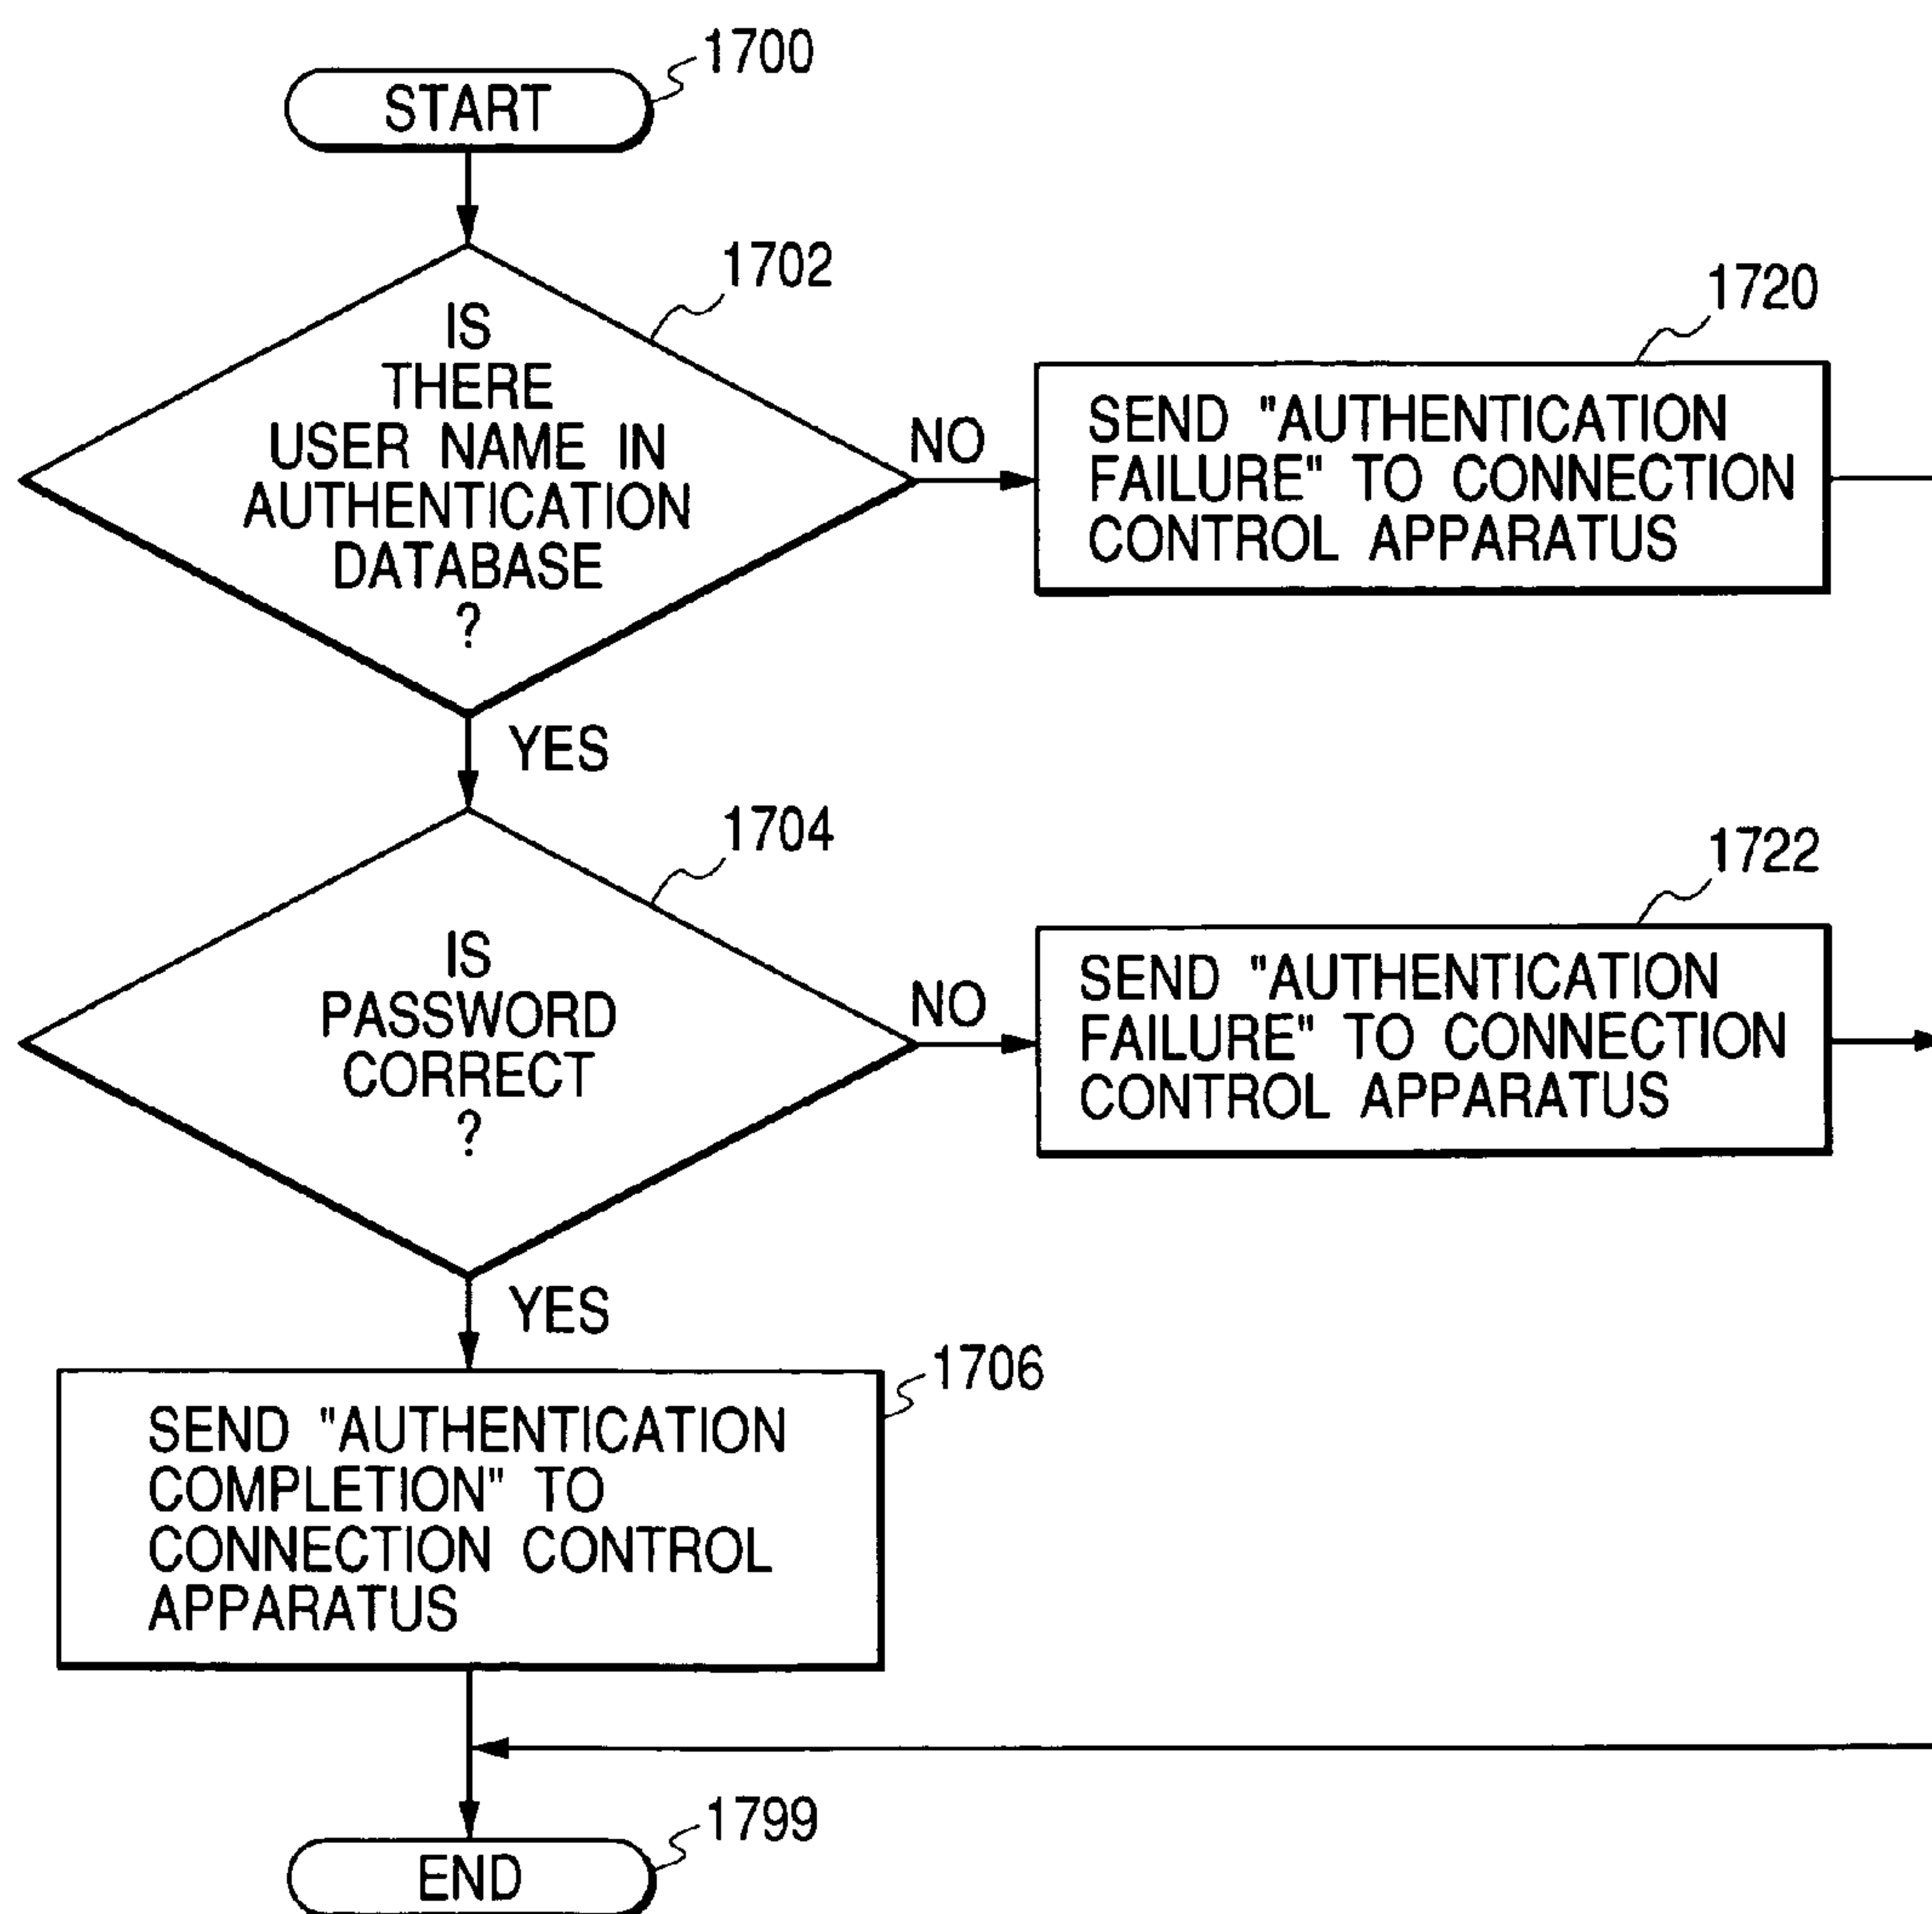 1700
START
1702
IS
THERE
USER NAME IN
AUTHENTICATION
DATABASE
?
NO
1720
SEND "AUTHENTICATION
FAILURE" TO CONNECTION
CONTROL APPARATUS
YES
1704
IS
PASSWORD
CORRECT
?
NO
1722
SEND "AUTHENTICATION
FAILURE" TO CONNECTION
CONTROL APPARATUS
YES
1706
SEND "AUTHENTICATION
COMPLETION" TO
CONNECTION CONTROL
APPARATUS
1799
END